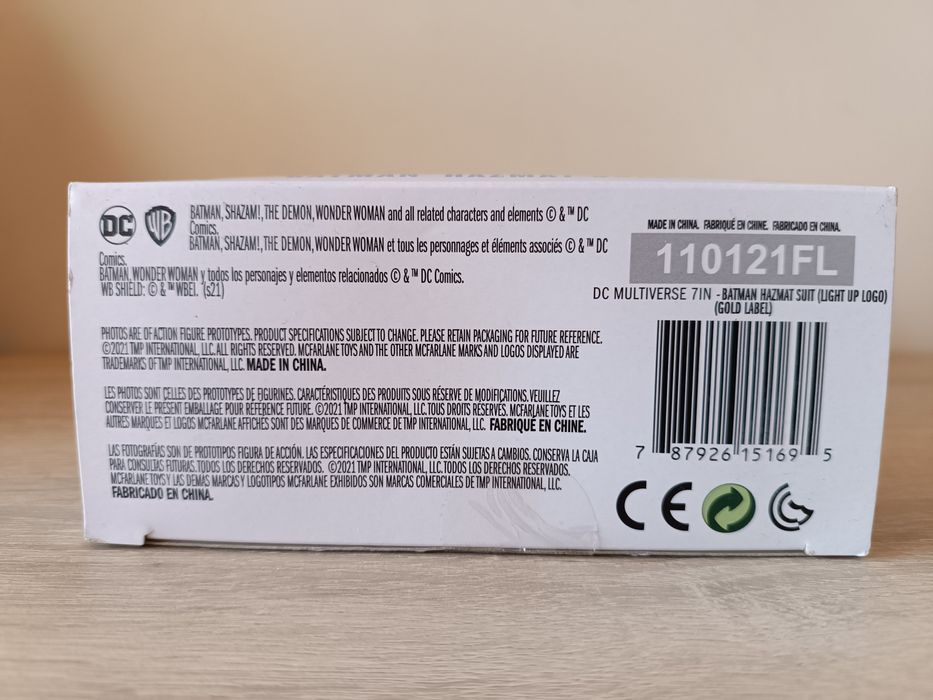 DC WB BATMAN, SHAZAM!, THE DEMON, WONDER WOMAN and all related characters and elements © & ™ DC
Comics.
BATMAN, SHAZAM!, THE DEMON, WONDER WOMAN et tous les personnages et éléments associés © & ™ DC
Comics.
BATMAN, WONDER WOMAN y todos los personajes y elementos relacionados © & ™ DC Comics.
WB SHIELD: © & ™ WBEI. (s21)
PHOTOS ARE OF ACTION FIGURE PROTOTYPES. PRODUCT SPECIFICATIONS SUBJECT TO CHANGE. PLEASE RETAIN PACKAGING FOR FUTURE REFERENCE.
©2021 TMP INTERNATIONAL, LLC. ALL RIGHTS RESERVED. MCFARLANE TOYS AND THE OTHER MCFARLANE MARKS AND LOGOS DISPLAYED ARE
TRADEMARKS OF TMP INTERNATIONAL, LLC. MADE IN CHINA.
LES PHOTOS SONT CELLES DES PROTOTYPES DE FIGURINES. CARACTÉRISTIQUES DES PRODUITS SOUS RÉSERVE DE MODIFICATIONS. VEUILLEZ
CONSERVER LE PRÉSENT EMBALLAGE POUR RÉFÉRENCE FUTURE. ©2021 TMP INTERNATIONAL, LLC. TOUS DROITS RÉSERVÉS. MCFARLANE TOYS ET LES
AUTRES MARQUES ET LOGOS MCFARLANE AFFICHÉS SONT DES MARQUES DE COMMERCE DE TMP INTERNATIONAL, LLC. FABRIQUÉ EN CHINE.
LAS FOTOGRAFÍAS SON DE PROTOTIPOS FIGURA DE ACCIÓN. LAS ESPECIFICACIONES DEL PRODUCTO ESTÁN SUJETAS A CAMBIOS. CONSERVA LA CAJA
PARA CONSULTAS FUTURAS. TODOS LOS DERECHOS RESERVADOS. ©2021 TMP INTERNATIONAL, LLC. TODOS LOS DERECHOS RESERVADOS.
MCFARLANE TOYS Y LAS DEMÁS MARCAS Y LOGOTIPOS MCFARLANE EXHIBIDOS SON MARCAS COMERCIALES DE TMP INTERNATIONAL, LLC.
FABRICADO EN CHINA.
MADE IN CHINA. FABRIQUÉ EN CHINE. FABRICADO EN CHINA.
110121FL
DC MULTIVERSE 7IN - BATMAN HAZMAT SUIT (LIGHT UP LOGO)
(GOLD LABEL)
7 87926 15169 5
CE